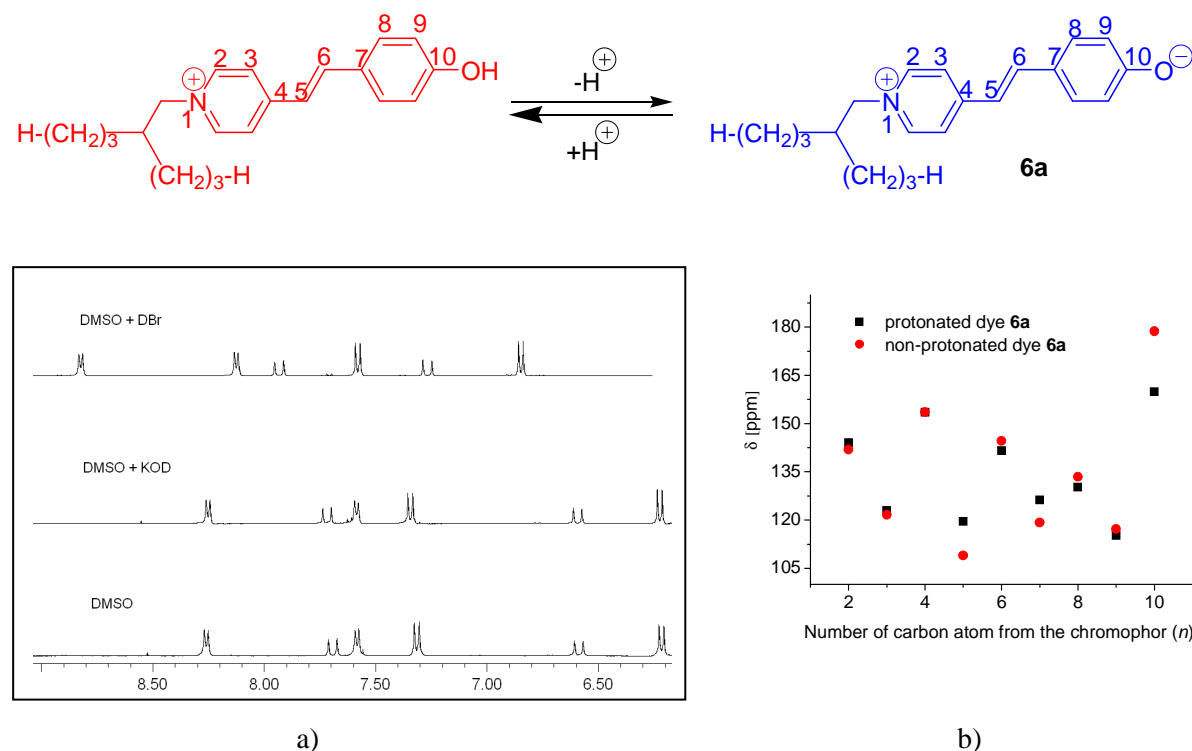 8 9
2 3 6 7 10
⊕ OH
N 4 5
1
H-(CH₂)₃
(CH₂)₃-H
-H⊕
+H⊕
8 9
2 3 6 7 10
⊕ O⊖
N 4 5
1
H-(CH₂)₃
(CH₂)₃-H
6a
DMSO + DBr
DMSO + KOD
DMSO
8.50 8.00 7.50 7.00 6.50
a)
protonated dye 6a
non-protonated dye 6a
180
165
150
135
120
105
δ [ppm]
2 4 6 8 10
Number of carbon atom from the chromophor (n)
b)